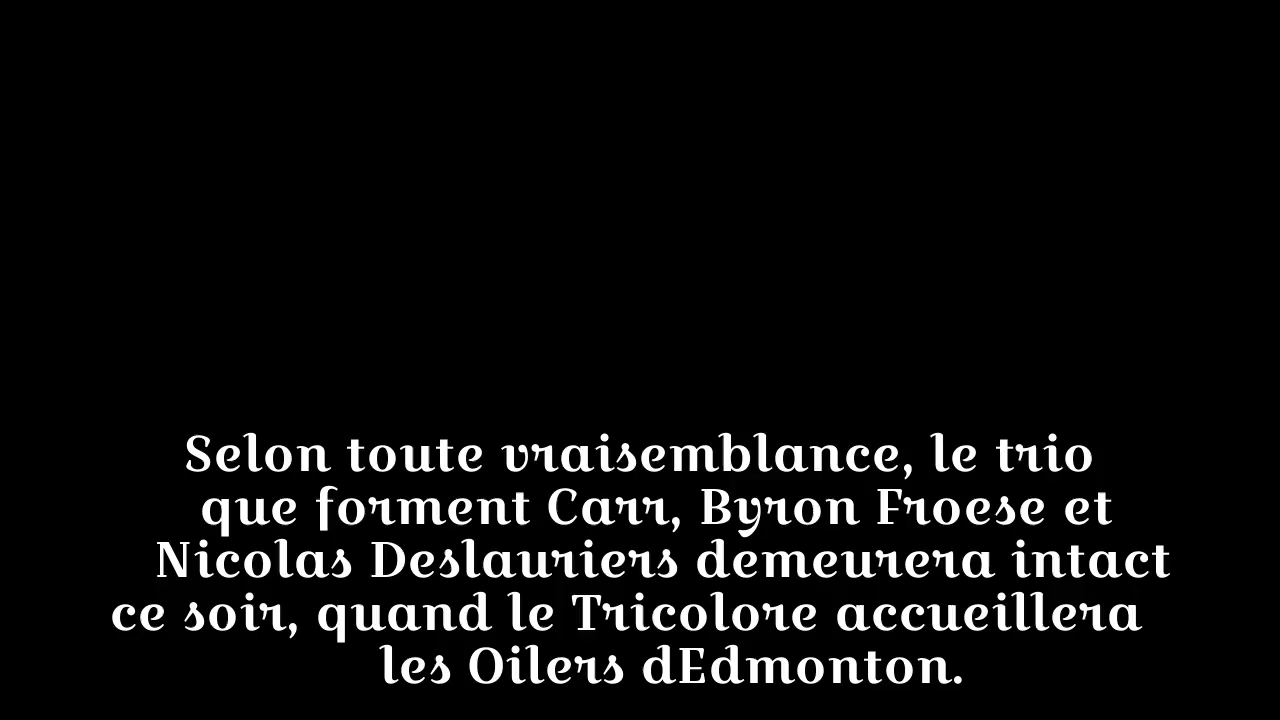 Selon toute vraisemblance, le trio
que forment Carr, Byron Froese et
Nicolas Deslauriers demeurera intact
ce soir, quand le Tricolore accueillera
les Oilers dEdmonton.